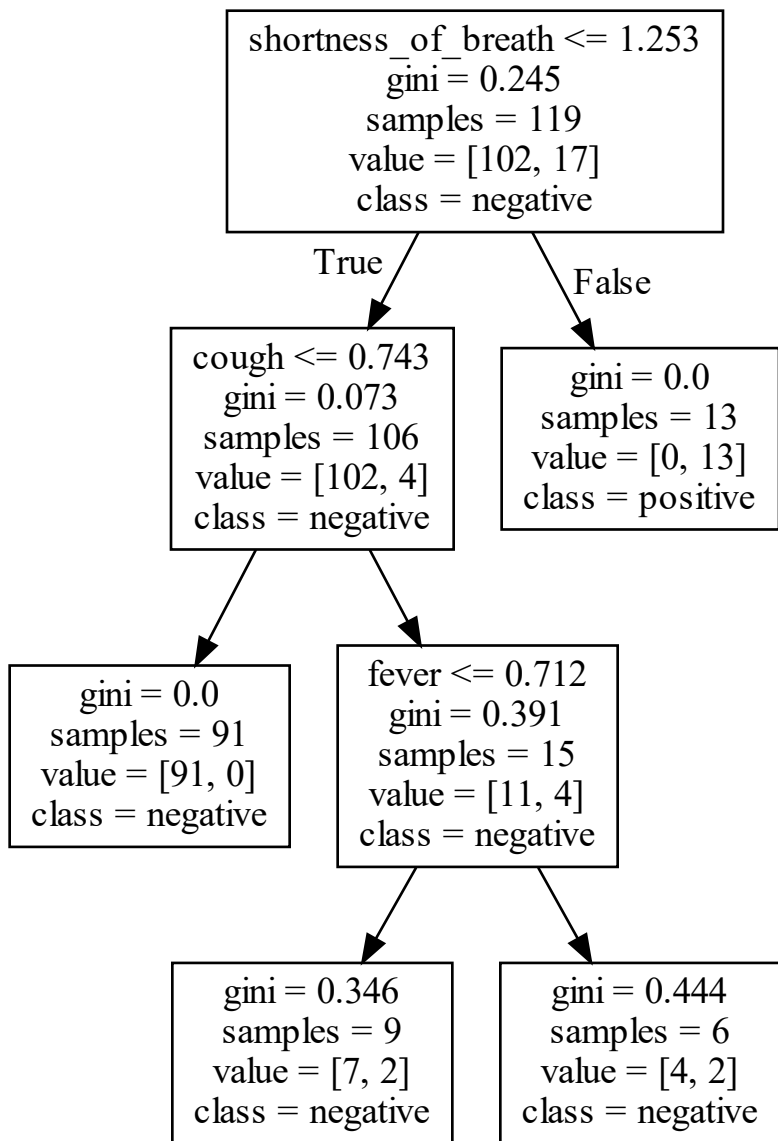 shortness_of_breath <= 1.253
gini = 0.245
samples = 119
value = [102, 17]
class = negative
True
False
cough <= 0.743
gini = 0.073
samples = 106
value = [102, 4]
class = negative
gini = 0.0
samples = 13
value = [0, 13]
class = positive
gini = 0.0
samples = 91
value = [91, 0]
class = negative
fever <= 0.712
gini = 0.391
samples = 15
value = [11, 4]
class = negative
gini = 0.346
samples = 9
value = [7, 2]
class = negative
gini = 0.444
samples = 6
value = [4, 2]
class = negative